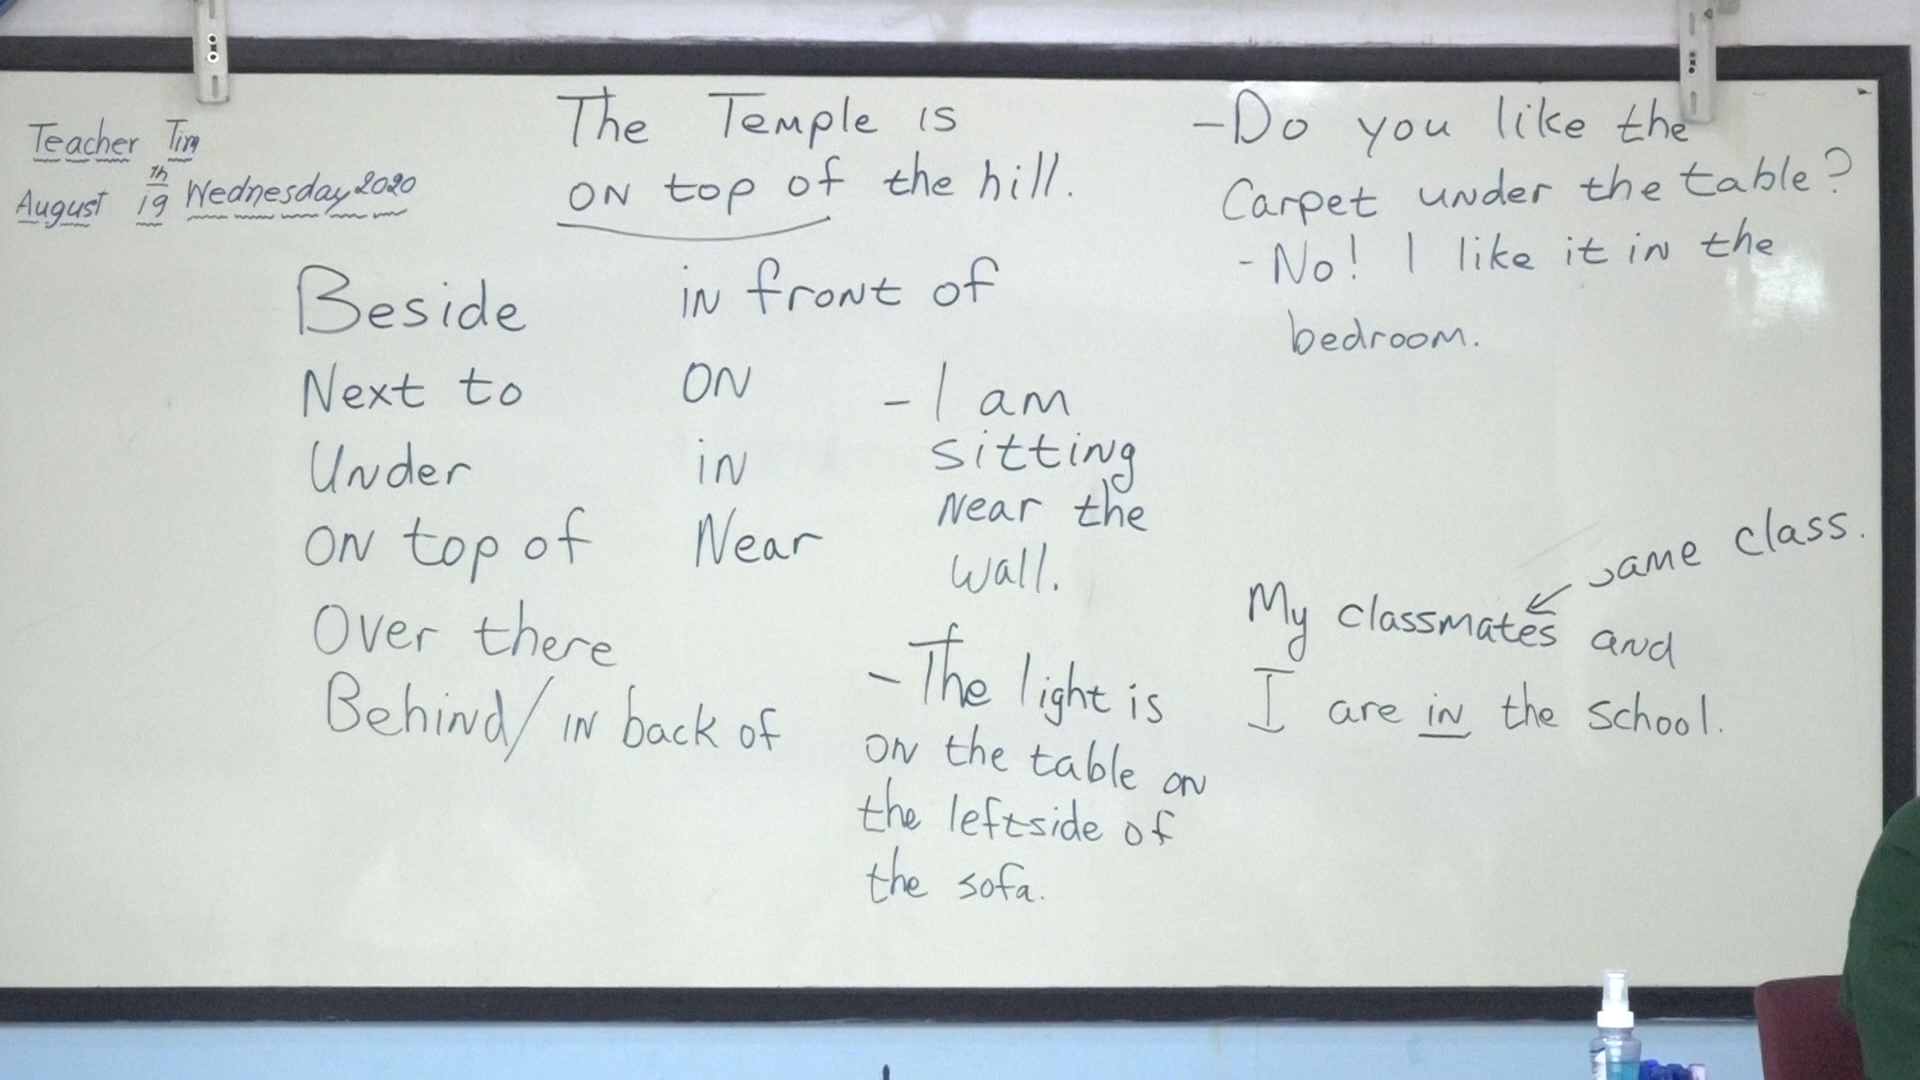 Teacher Tim
August 19th Wednesday 2020
The Temple is
on top of the hill.
Beside
Next to
Under
on top of
Over there
Behind/in back of
in front of
on
in
Near
- I am
sitting
near the
wall.
- The light is
on the table on
the leftside of
the sofa.
- Do you like the
Carpet under the table?
- No! I like it in the
bedroom.
same class.
My classmates and
I are in the school.